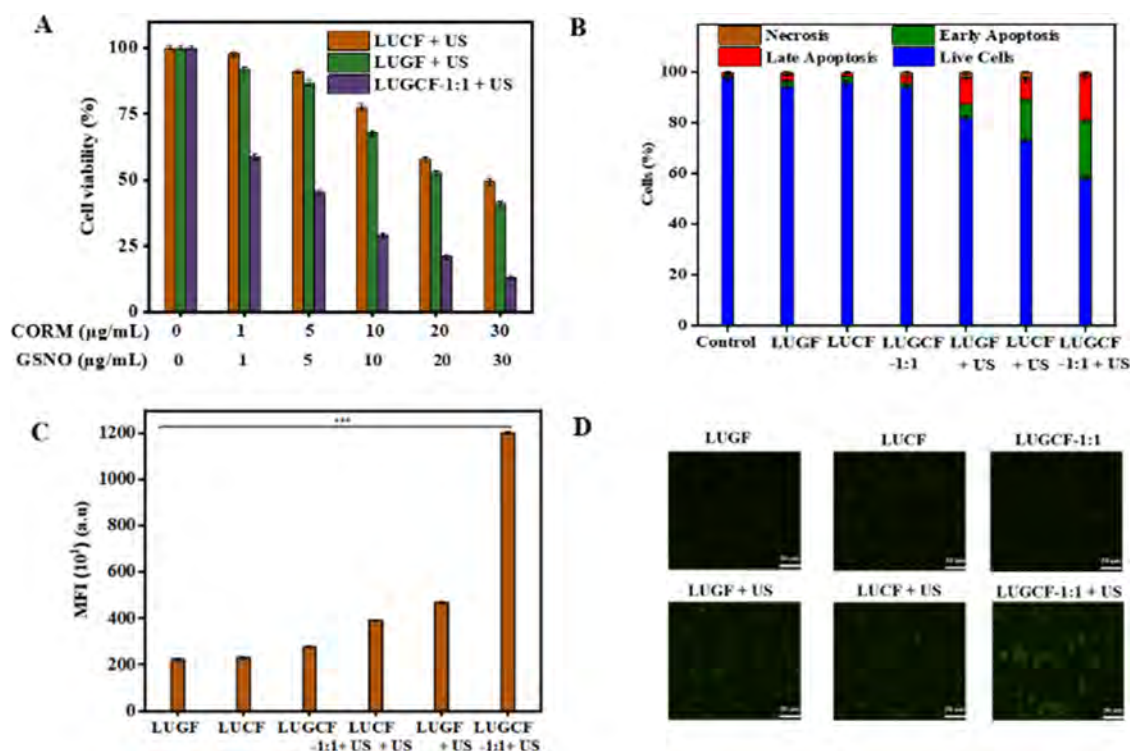 A
LUCF + US
LUGF + US
LUGCF-1:1 + US
Cell viability (%)
100
75
50
25
0
CORM (µg/mL) 0 1 5 10 20 30
GSNO (µg/mL) 0 1 5 10 20 30
B
Necrosis
Early Apoptosis
Late Apoptosis
Live Cells
Cells (%)
100
80
60
40
20
0
Control LUGF LUCF LUGCF LUGF LUCF LUGCF
-1:1 + US + US -1:1 + US
C
***
MFI (10³) (a.u)
1200
1000
800
600
400
200
0
LUGF LUCF LUGCF LUCF LUGF LUGCF
-1:1+ US + US + US -1:1+ US
D
LUGF LUCF LUGCF-1:1
LUGF + US LUCF + US LUGCF-1:1 + US